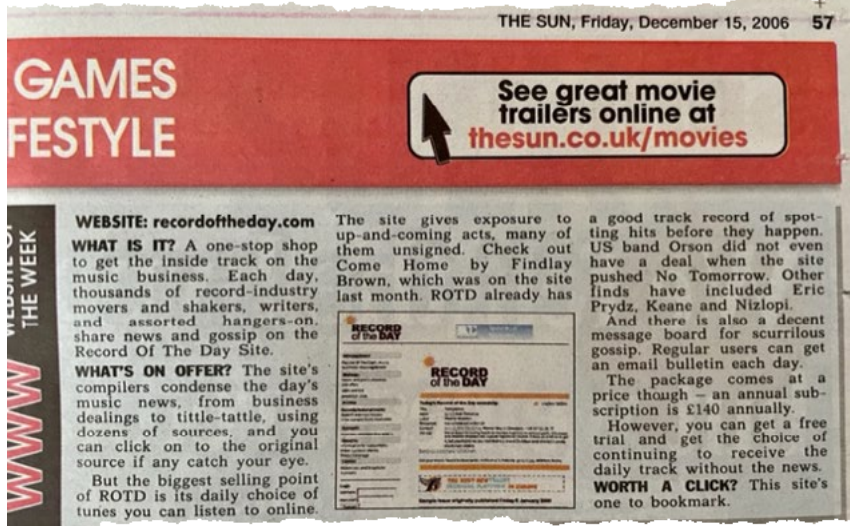 THE SUN, Friday, December 15, 2006 57
GAMES
FESTYLE
See great movie
trailers online at
thesun.co.uk/movies
WWW
WEBSITE OF
THE WEEK
WEBSITE: recordoftheday.com
WHAT IS IT? A one-stop shop
to get the inside track on the
music business. Each day,
thousands of record-industry
movers and shakers, writers,
and assorted hangers-on,
share news and gossip on the
Record Of The Day Site.
WHAT'S ON OFFER? The site's
compilers condense the day's
music news, from business
dealings to tittle-tattle, using
dozens of sources, and you
can click on to the original
source if any catch your eye.
But the biggest selling point
of ROTD is its daily choice of
tunes you can listen to online.
The site gives exposure to
up-and-coming acts, many of
them unsigned. Check out
Come Home by Findlay
Brown, which was on the site
last month. ROTD already has
RECORD
of the DAY
RECORD
of the DAY
a good track record of spot-
ting hits before they happen.
US band Orson did not even
have a deal when the site
pushed No Tomorrow. Other
finds have included Eric
Prydz, Keane and Nizlopi.
And there is also a decent
message board for scurrilous
gossip. Regular users can get
an email bulletin each day.
The package comes at a
price though — an annual sub-
scription is £140 annually.
However, you can get a free
trial and get the choice of
continuing to receive the
daily track without the news.
WORTH A CLICK? This site's
one to bookmark.